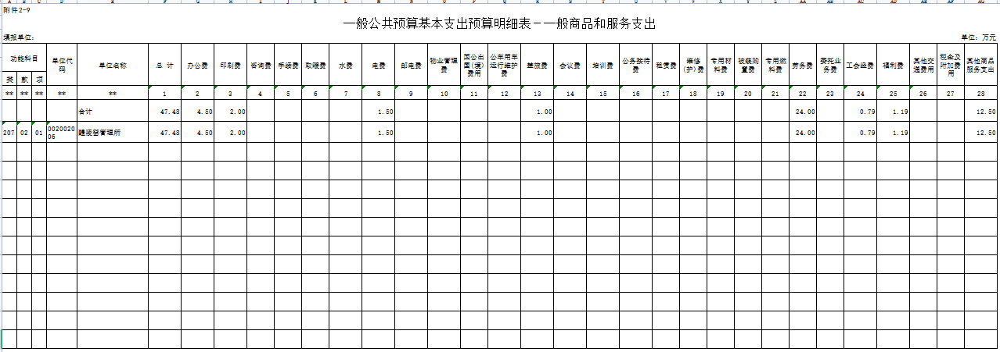 附件2-9
一般公共预算基本支出预算明细表－一般商品和服务支出
填报单位： 单位：万元
功能科目 单位代码 单位名称 总 计 办公费 印刷费 咨询费 手续费 取暖费 水费 电费 邮电费 物业管理费 因公出国(境)费用 公车用车运行维护费 差旅费 会议费 培训费 公务接待费 租赁费 维修(护)费 专用材料费 被装购置费 专用燃料费 劳务费 委托业务费 工会经费 福利费 其他交通费用 税金及附加费用 其他商品服务支出
类 款 项
** ** ** ** ** 1 2 3 4 5 6 7 8 9 10 11 12 13 14 15 16 17 18 19 20 21 22 23 24 25 26 27 28
合计 47.48 4.50 2.00 1.50 1.00 24.00 0.79 1.19 12.50
207 02 01 002002006 醴陵窑管理所 47.48 4.50 2.00 1.50 1.00 24.00 0.79 1.19 12.50